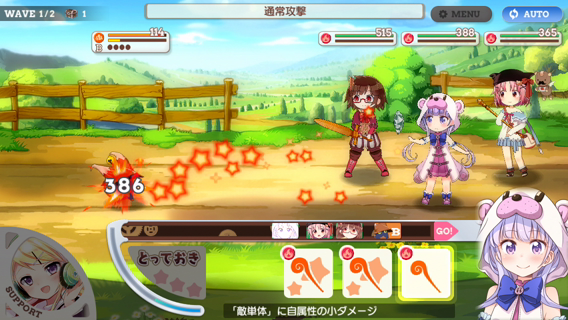 WAVE 1/2 1
通常攻撃
MENU
AUTO
114
B
515
388
365
386
B
GO!
SUPPORT
とっておき
「敵単体」に自属性の小ダメージ